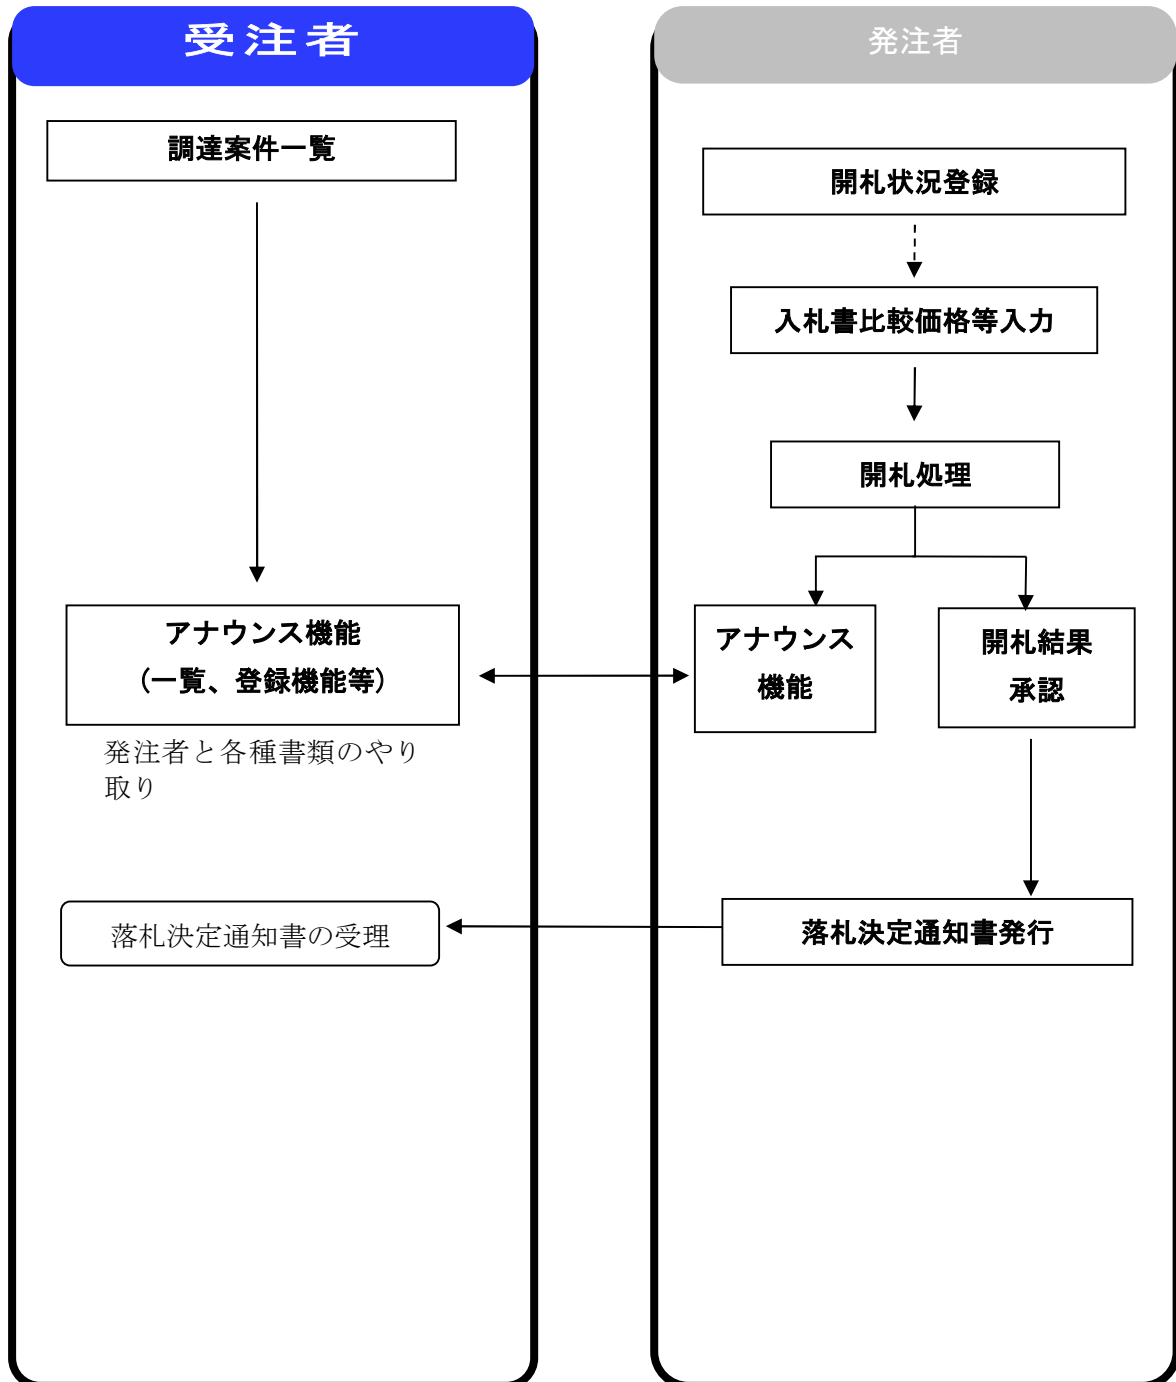 受注者
調達案件一覧
アナウンス機能
（一覧、登録機能等）
発注者と各種書類のやり
取り
落札決定通知書の受理
発注者
開札状況登録
入札書比較価格等入力
開札処理
アナウンス
機能
開札結果
承認
落札決定通知書発行